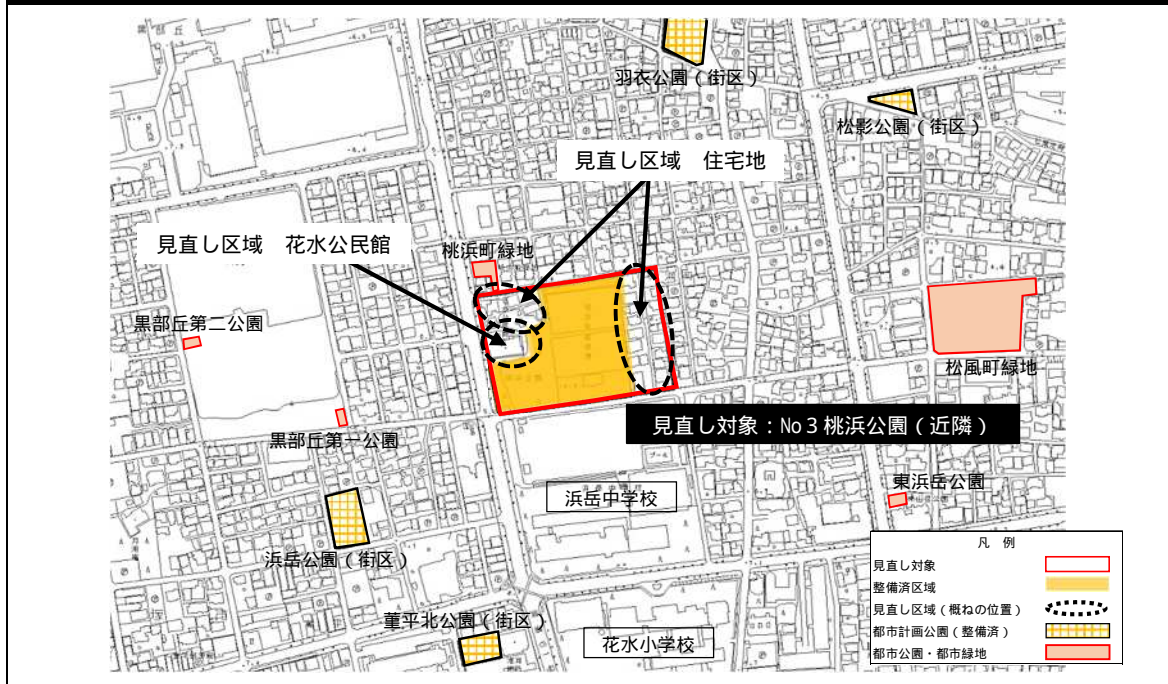 黒部丘
羽衣公園(街区)
松影公園(街区)
見直し区域 住宅地
見直し区域 花水公民館
桃浜町緑地
黒部丘第二公園
松風町緑地
見直し対象:No3桃浜公園(近隣)
黒部丘第一公園
東浜岳公園
浜岳中学校
浜岳公園(街区)
菫平北公園(街区)
花水小学校
凡 例
見直し対象
整備済区域
見直し区域(概ねの位置)
都市計画公園(整備済)
都市公園・都市緑地